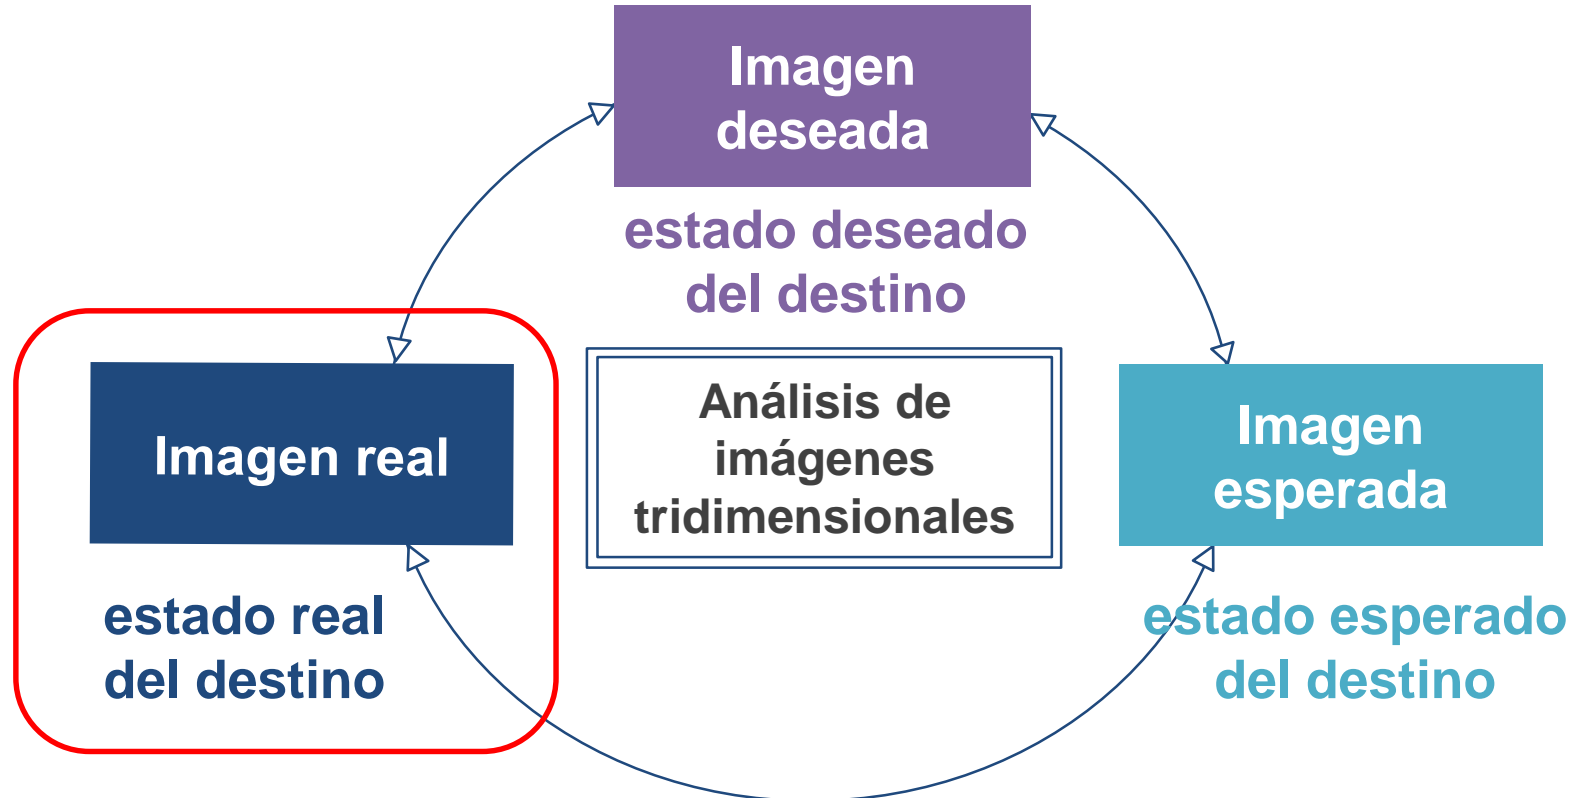 Imagen
deseada
estado deseado
del destino
Imagen real
estado real
del destino
Análisis de
imágenes
tridimensionales
Imagen
esperada
estado esperado
del destino